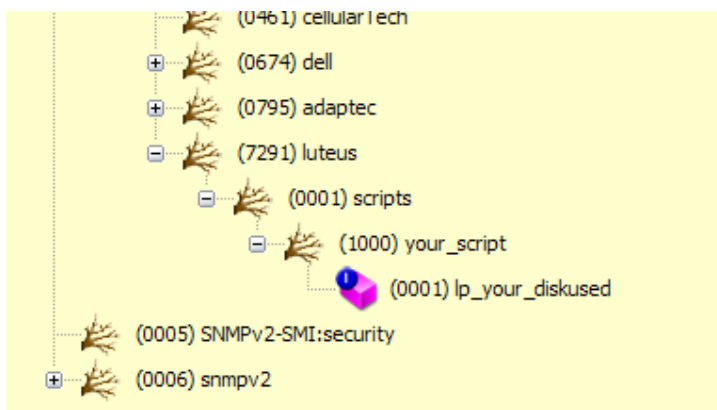 (0461) cellularTech
(0674) dell
(0795) adaptec
(7291) luteus
(0001) scripts
(1000) your_script
(0001) lp_your_diskused
(0005) SNMPv2-SMI:security
(0006) snmpv2